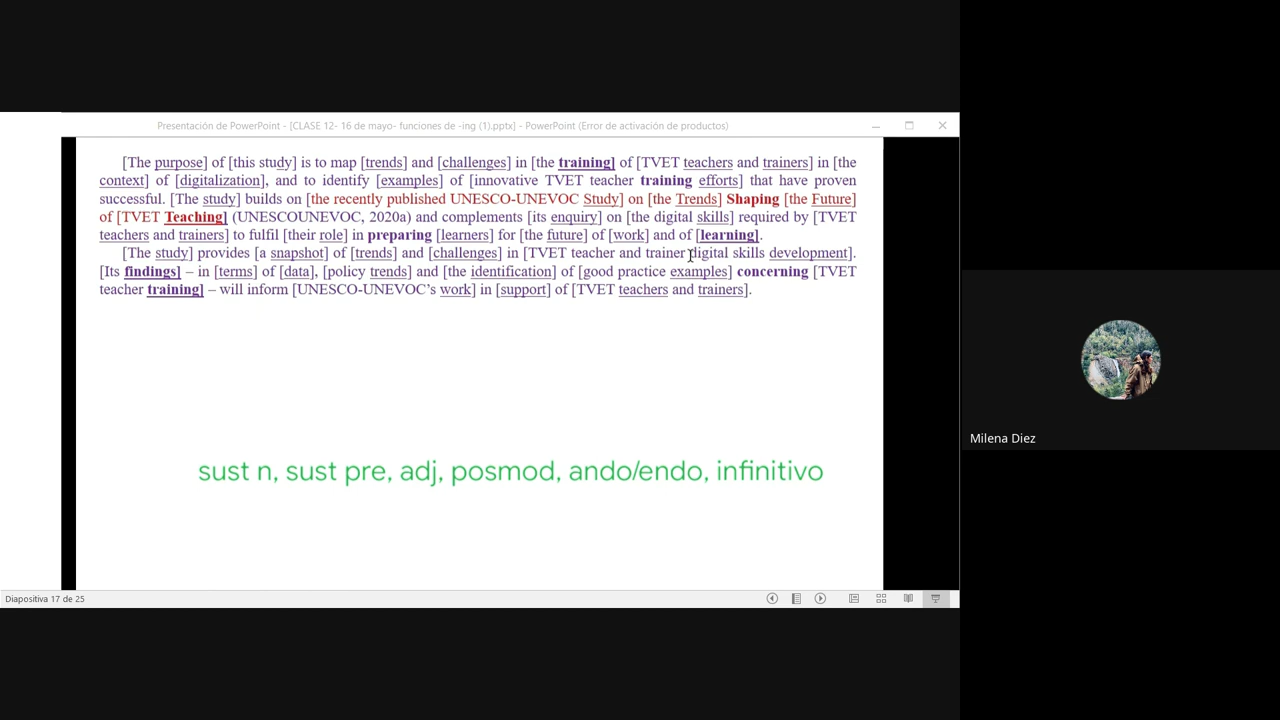 Presentación de PowerPoint - [CLASE 12- 16 de mayo- funciones de -ing (1).pptx] - PowerPoint (Error de activación de productos)
[The purpose] of [this study] is to map [trends] and [challenges] in [the training] of [TVET teachers and trainers] in [the
context] of [digitalization], and to identify [examples] of [innovative TVET teacher training efforts] that have proven
successful. [The study] builds on [the recently published UNESCO-UNEVOC Study] on [the Trends] Shaping [the Future]
of [TVET Teaching] (UNESCOUNEVOC, 2020a) and complements [its enquiry] on [the digital skills] required by [TVET
teachers and trainers] to fulfil [their role] in preparing [learners] for [the future] of [work] and of [learning].
[The study] provides [a snapshot] of [trends] and [challenges] in [TVET teacher and trainer digital skills development].
[Its findings] – in [terms] of [data], [policy trends] and [the identification] of [good practice examples] concerning [TVET
teacher training] – will inform [UNESCO-UNEVOC’s work] in [support] of [TVET teachers and trainers].
sust n, sust pre, adj, posmod, ando/endo, infinitivo
Milena Diez
Diapositiva 17 de 25